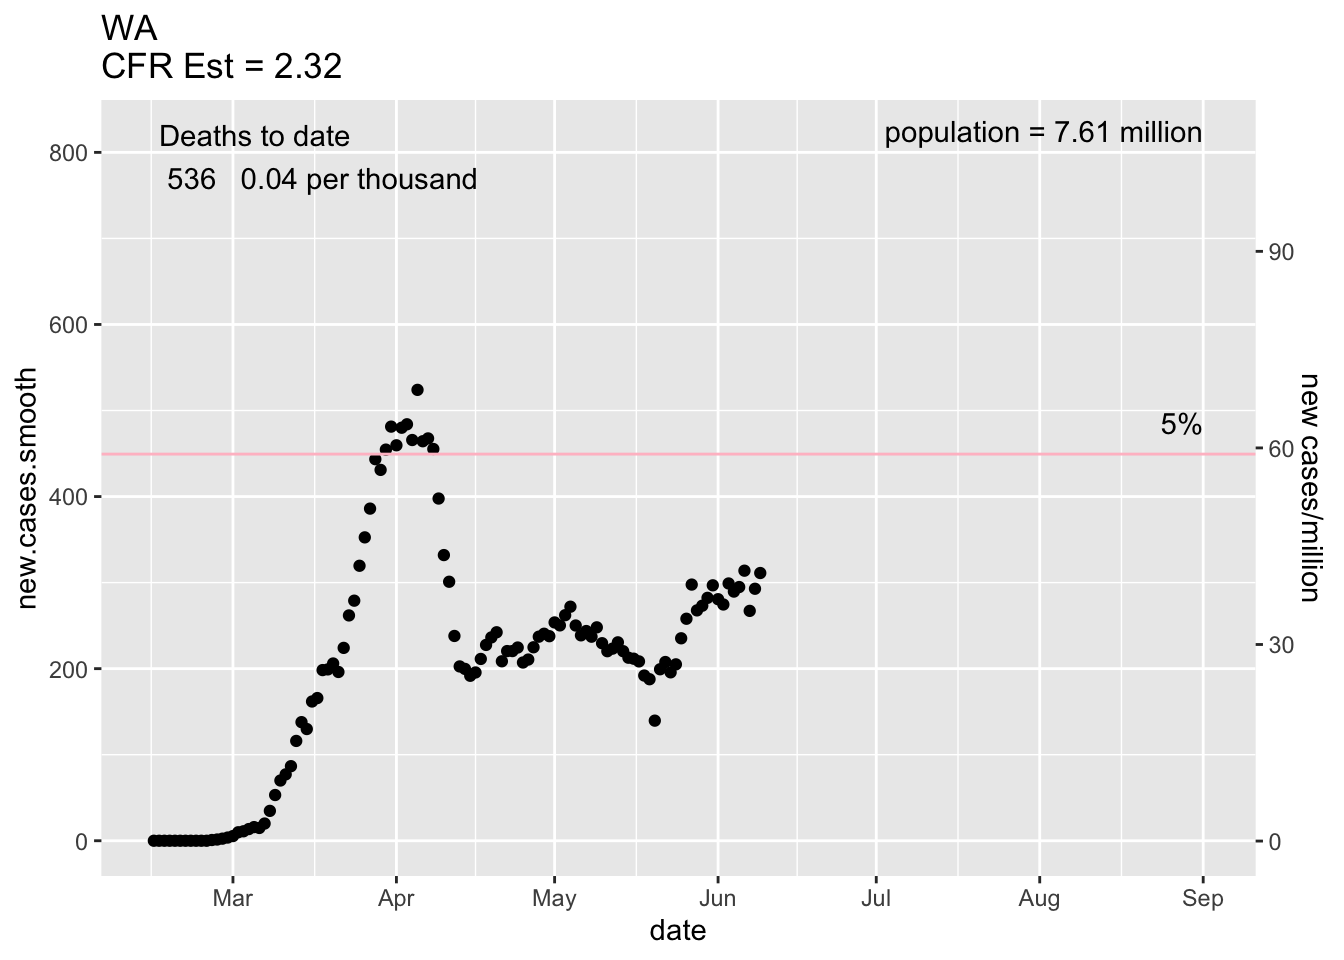 WA
CFR Est = 2.32
Deaths to date
536 0.04 per thousand
population = 7.61 million
5%
new.cases.smooth
800
600
400
200
0
90
60
30
0
new cases/million
Mar Apr May Jun Jul Aug Sep
date